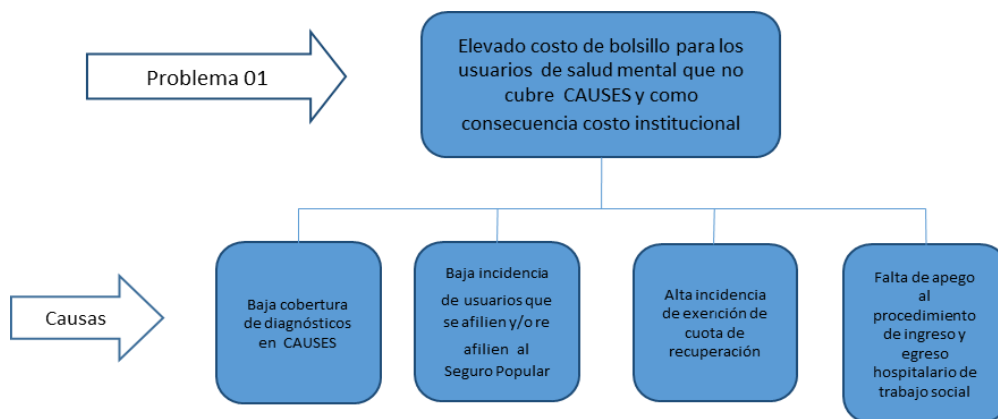 Problema 01
Elevado costo de bolsillo para los
usuarios de salud mental que no
cubre CAUSES y como
consecuencia costo institucional
Causas
Baja cobertura
de diagnósticos
en CAUSES
Baja incidencia
de usuarios que
se afilien y/o re
afilien al
Seguro Popular
Alta incidencia
de exención de
cuota de
recuperación
Falta de apego
al
procedimiento
de ingreso y
egreso
hospitalario de
trabajo social